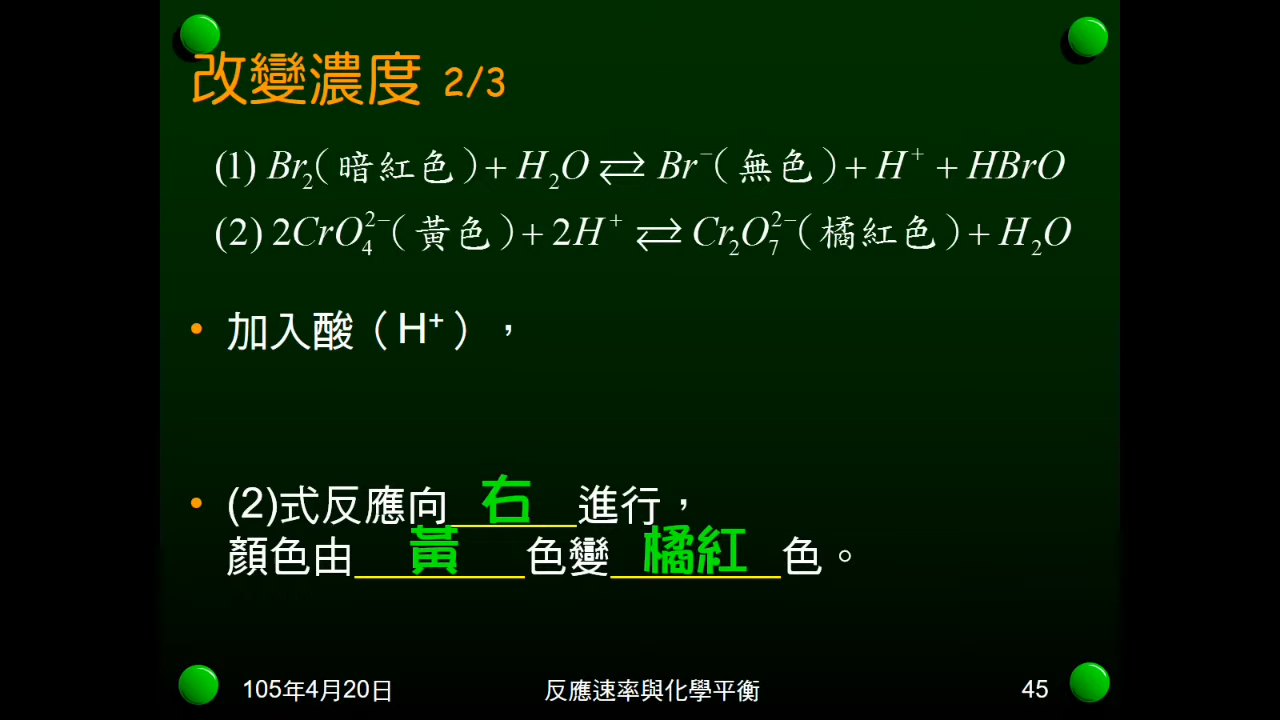 改變濃度 2/3
(1) Br₂(暗紅色)+ H₂O ⇌ Br⁻(無色)+ H⁺ + HBrO
(2) 2CrO₄²⁻(黃色)+ 2H⁺ ⇌ Cr₂O₇²⁻(橘紅色)+ H₂O
• 加入酸（H⁺），
• (2)式反應向右進行，
顏色由黃色變橘紅色。
105年4月20日 反應速率與化學平衡 45